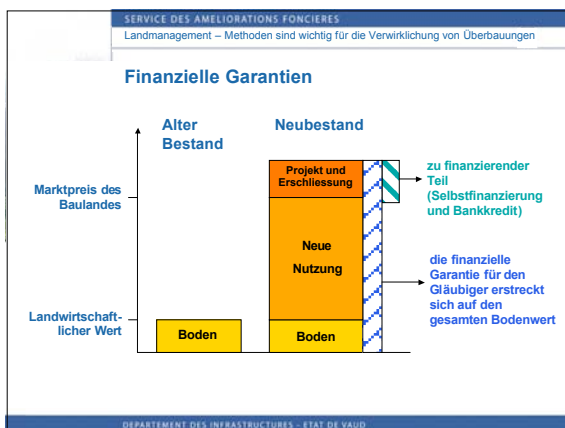 SERVICE DES AMELIORATIONS FONCIERES
Landmanagement – Methoden sind wichtig für die Verwirklichung von Überbauungen
Finanzielle Garantien
Alter
Bestand
Neubestand
Projekt und
Erschliessung
zu finanzierender
Teil
(Selbstfinanzierung
und Bankkredit)
Marktpreis des
Baulandes
Neue
Nutzung
die finanzielle
Garantie für den
Gläubiger erstreckt
sich auf den
gesamten Bodenwert
Landwirtschaft-
licher Wert
Boden
Boden
DEPARTEMENT DES INFRASTRUCTURES - ETAT DE VAUD